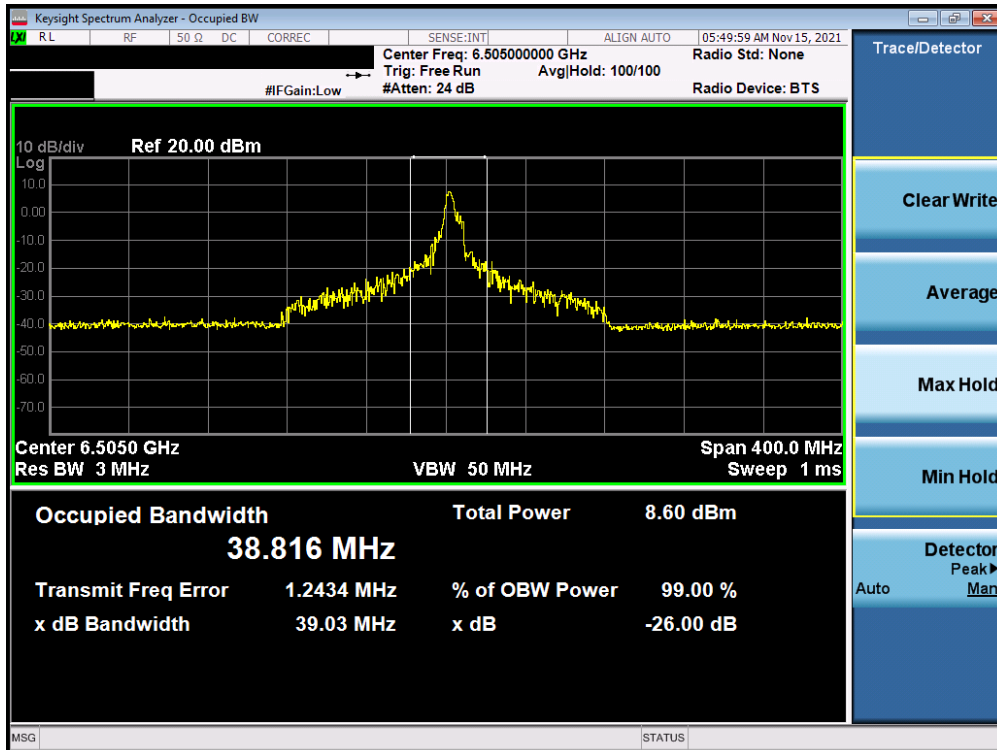 Keysight Spectrum Analyzer - Occupied BW
LXI RL RF 50 Ω DC CORREC SENSE:INT ALIGN AUTO 05:49:59 AM Nov 15, 2021
Center Freq: 6.505000000 GHz Radio Std: None
Trig: Free Run Avg|Hold: 100/100
#IFGain:Low #Atten: 24 dB Radio Device: BTS
Trace/Detector
10 dB/div Ref 20.00 dBm
Log
10.0
0.00
-10.0
-20.0
-30.0
-40.0
-50.0
-60.0
-70.0
Center 6.5050 GHz Span 400.0 MHz
Res BW 3 MHz VBW 50 MHz Sweep 1 ms
Occupied Bandwidth Total Power 8.60 dBm
38.816 MHz
Transmit Freq Error 1.2434 MHz % of OBW Power 99.00 %
x dB Bandwidth 39.03 MHz x dB -26.00 dB
Clear Write
Average
Max Hold
Min Hold
Detector
Peak▶
Auto Man
MSG STATUS